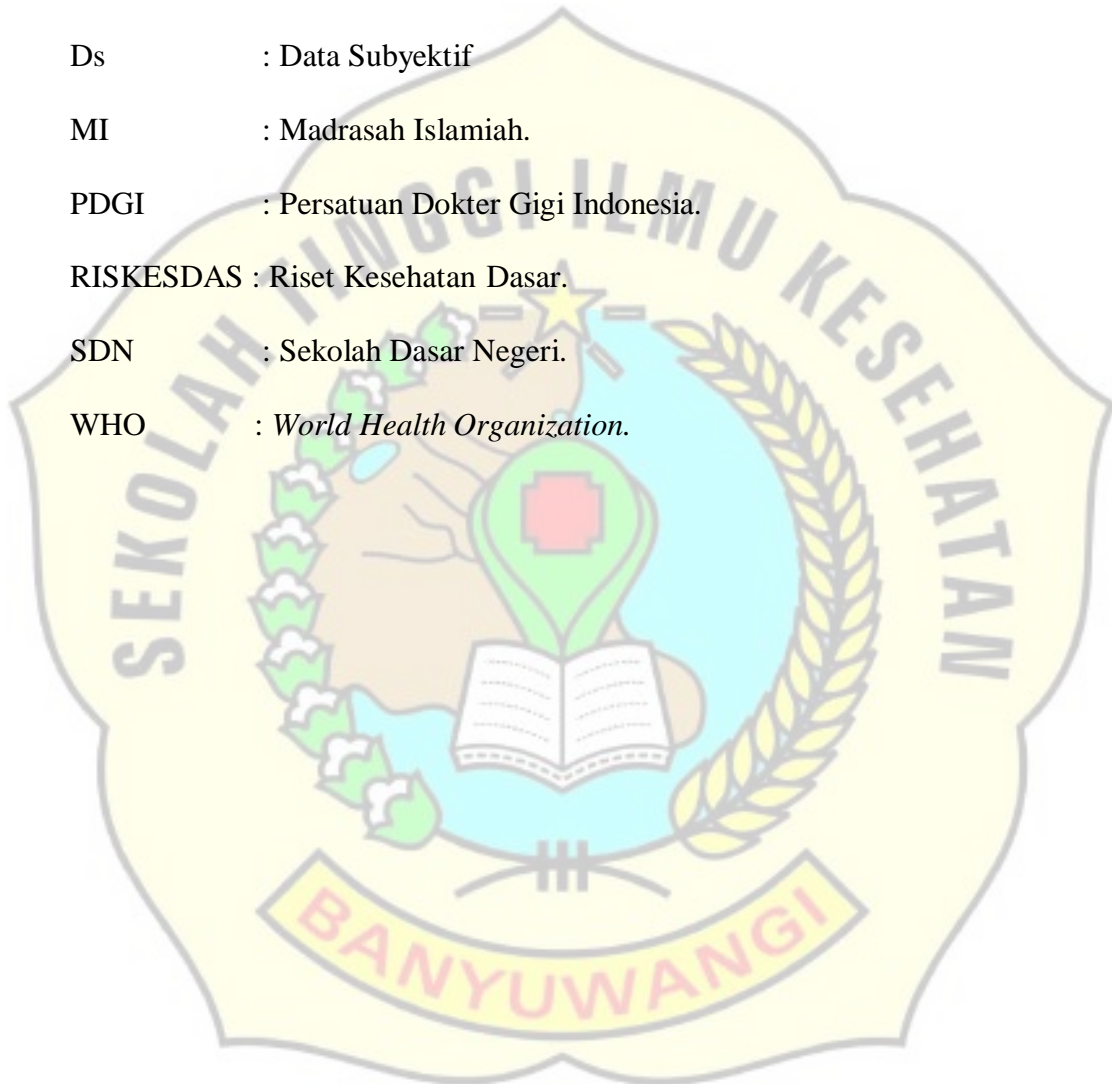 Ds : Data Subyektif
MI : Madrasah Islamiah.
PDGI : Persatuan Dokter Gigi Indonesia.
RISKESDAS : Riset Kesehatan Dasar.
SDN : Sekolah Dasar Negeri.
WHO : World Health Organization.
SEKOLAH TINGGI ILMU KESEHATAN
BANYUWANGI